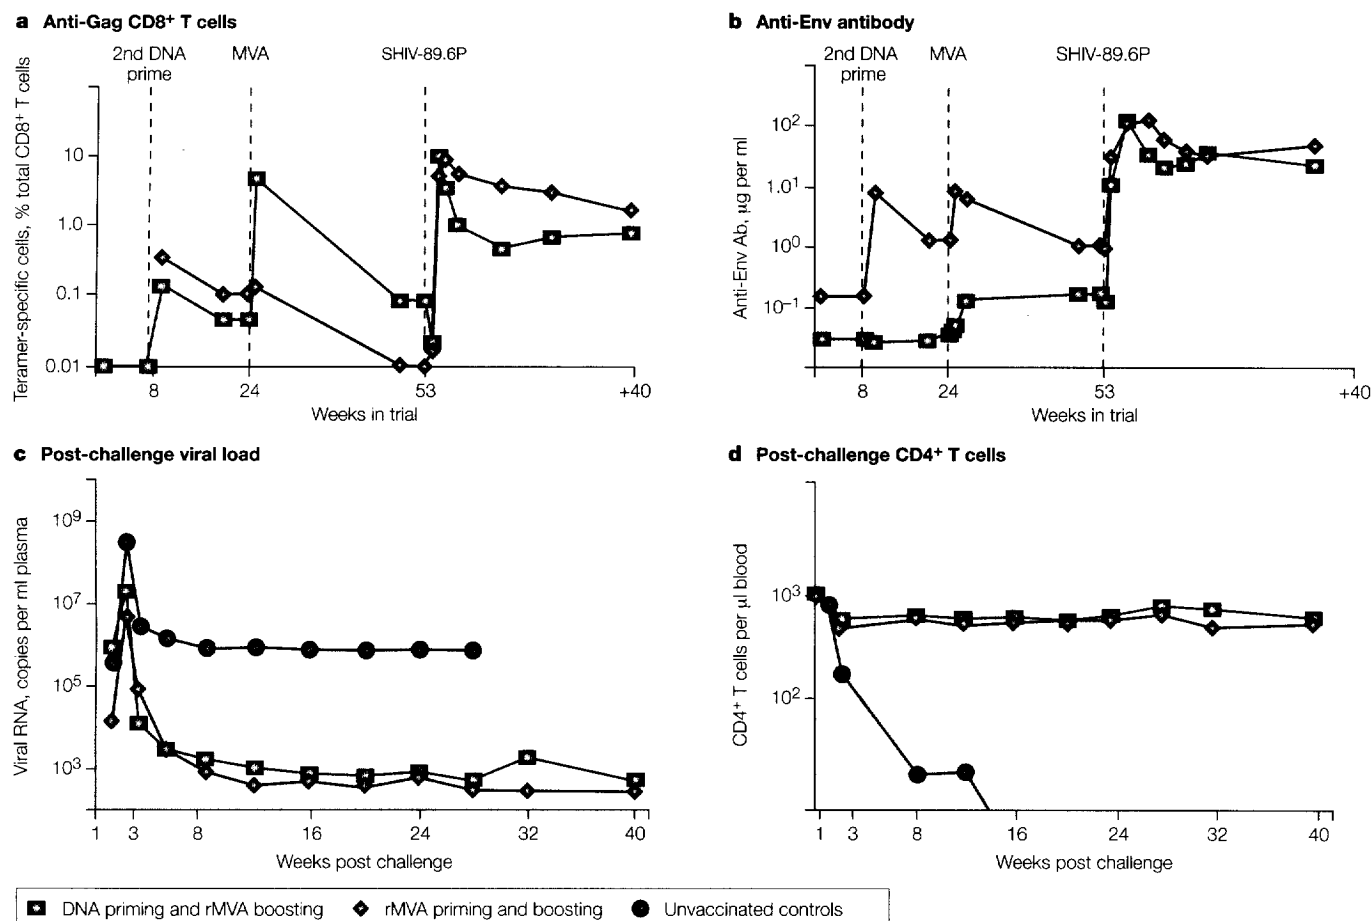 a Anti-Gag CD8⁺ T cells
2nd DNA
prime
MVA
SHIV-89.6P
Teramer-specific cells, % total CD8⁺ T cells
10
1.0
0.1
0.01
8
24
53
+40
Weeks in trial
b Anti-Env antibody
2nd DNA
prime
MVA
SHIV-89.6P
Anti-Env Ab, µg per ml
10²
1.0¹
10⁰
10⁻¹
8
24
53
+40
Weeks in trial
c Post-challenge viral load
Viral RNA, copies per ml plasma
10⁹
10⁷
10⁵
10³
1 3 8 16 24 32 40
Weeks post challenge
d Post-challenge CD4⁺ T cells
CD4⁺ T cells per µl blood
10³
10²
1 3 8 16 24 32 40
Weeks post challenge
DNA priming and rMVA boosting rMVA priming and boosting Unvaccinated controls